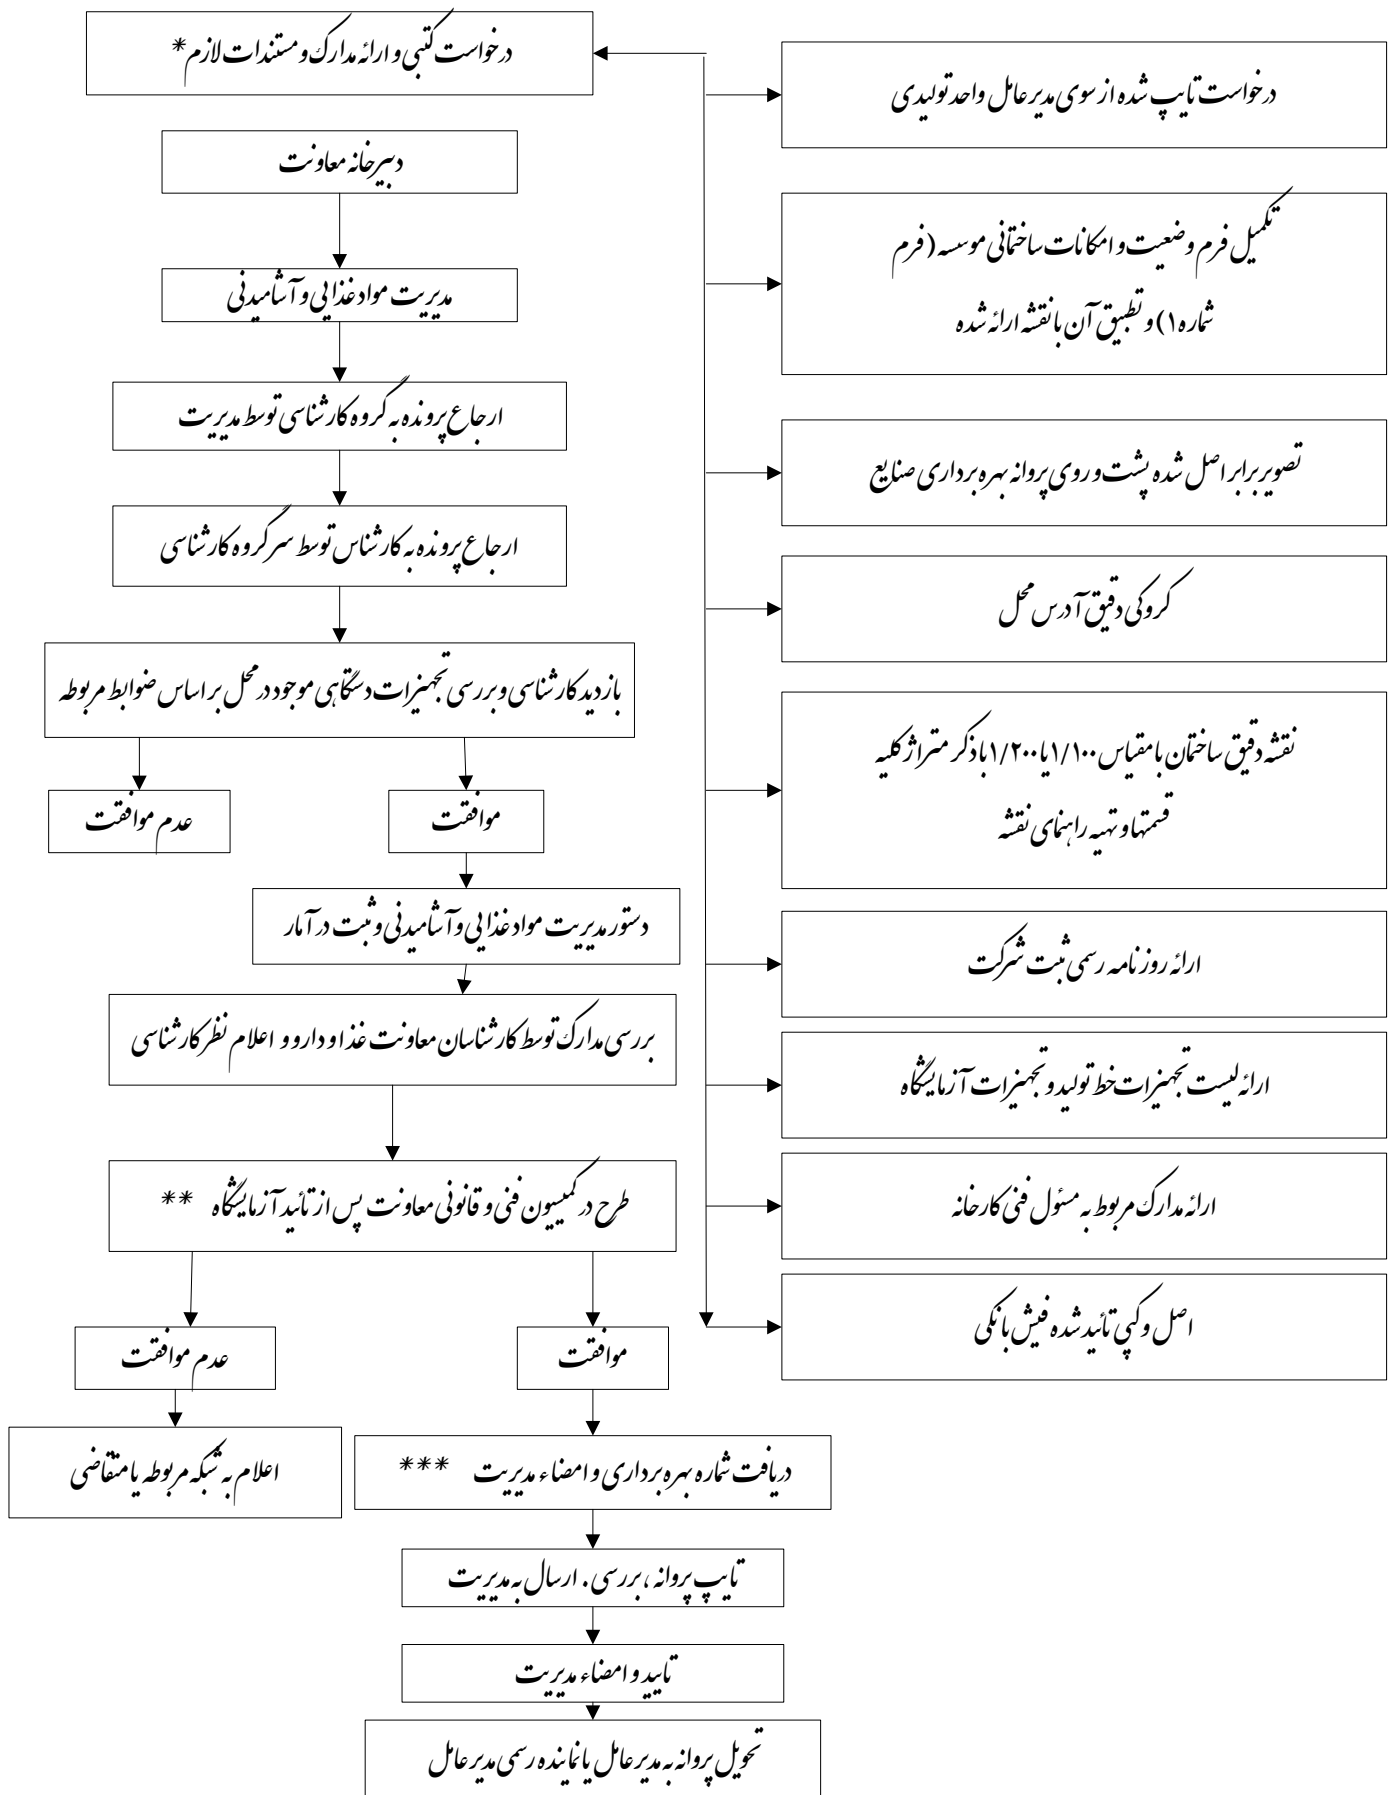 درخواست کتبی و ارائه مدارک و مستندات لازم*
دبیرخانه معاونت
مدیریت مواد غذایی و آشامیدنی
ارجاع پرونده به گروه کارشناسی توسط مدیریت
ارجاع پرونده به کارشناس توسط سرگروه کارشناسی
بازدید کارشناسی و بررسی تجهیزات دستگاهی موجود در محل بر اساس ضوابط مربوطه
موافقت
عدم موافقت
دستور مدیریت مواد غذایی و آشامیدنی و ثبت در آمار
بررسی مدارک توسط کارشناسان معاونت غذا و دارو و اعلام نظر کارشناسی
طرح در کمیسیون فنی و قانونی معاونت پس از تائید آزمایشگاه **
موافقت
عدم موافقت
اعلام به شبکه مربوطه یا متقاضی
دریافت شماره بهره برداری و امضاء مدیریت ***
تایپ پروانه ، بررسی . ارسال به مدیریت
تایید و امضاء مدیریت
تحویل پروانه به مدیر عامل یا نماینده رسمی مدیر عامل
درخواست تایپ شده از سوی مدیر عامل واحد تولیدی
تکمیل فرم وضعیت و امکانات ساختمانی موسسه (فرم
شماره ۱) و تطبیق آن با نقشه ارائه شده
تصویر برابر اصل شده پشت و روی پروانه بهره برداری صنایع
کروکی دقیق آدرس محل
نقشه دقیق ساختمان با مقیاس ۱/۱۰۰ یا ۱/۲۰۰ با ذکر متراژ کلیه
قسمتها و تهیه راهنمای نقشه
ارائه روزنامه رسمی ثبت شرکت
ارائه لیست تجهیزات خط تولید و تجهیزات آزمایشگاه
ارائه مدارک مربوط به مسئول فنی کارخانه
اصل و کپی تائید شده فیش بانکی